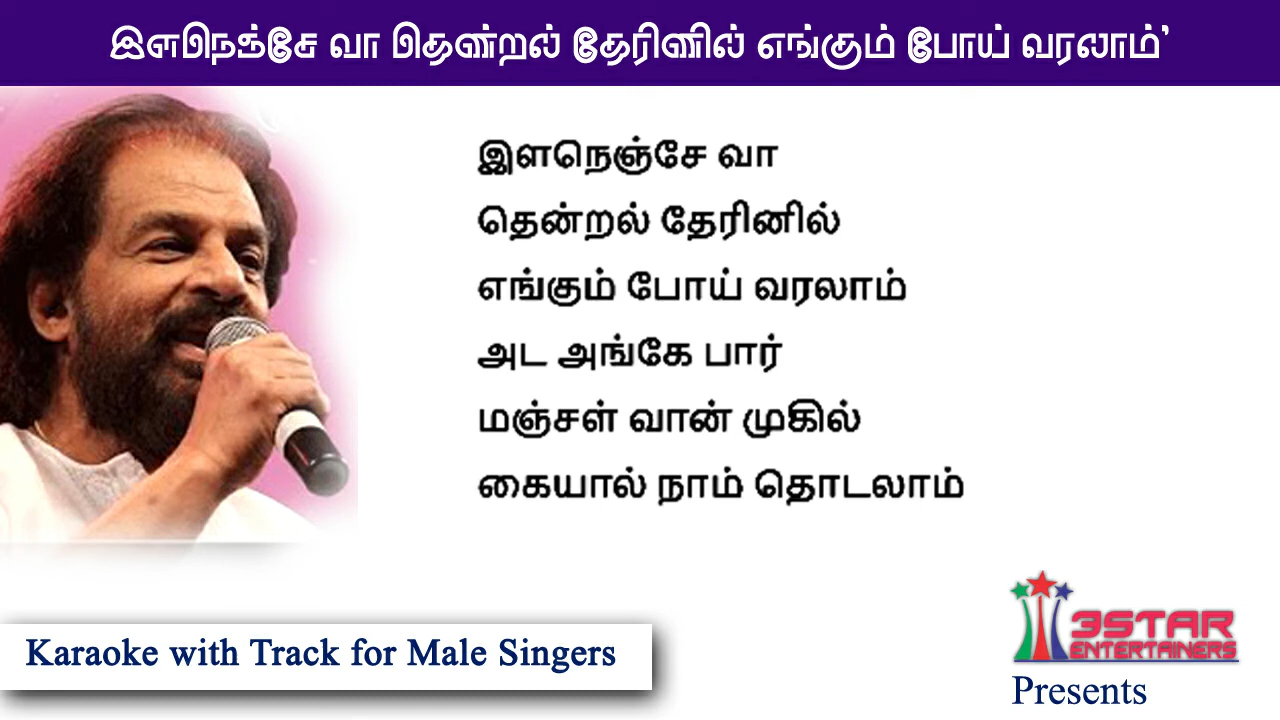 இளநெஞ்சே வா தென்றல் தேரினில் எங்கும் போய் வரலாம்'
இளநெஞ்சே வா
தென்றல் தேரினில்
எங்கும் போய் வரலாம்
அட அங்கே பார்
மஞ்சள் வான் முகில்
கையால் நாம் தொடலாம்
Karaoke with Track for Male Singers
3STAR
ENTERTAINERS
Presents